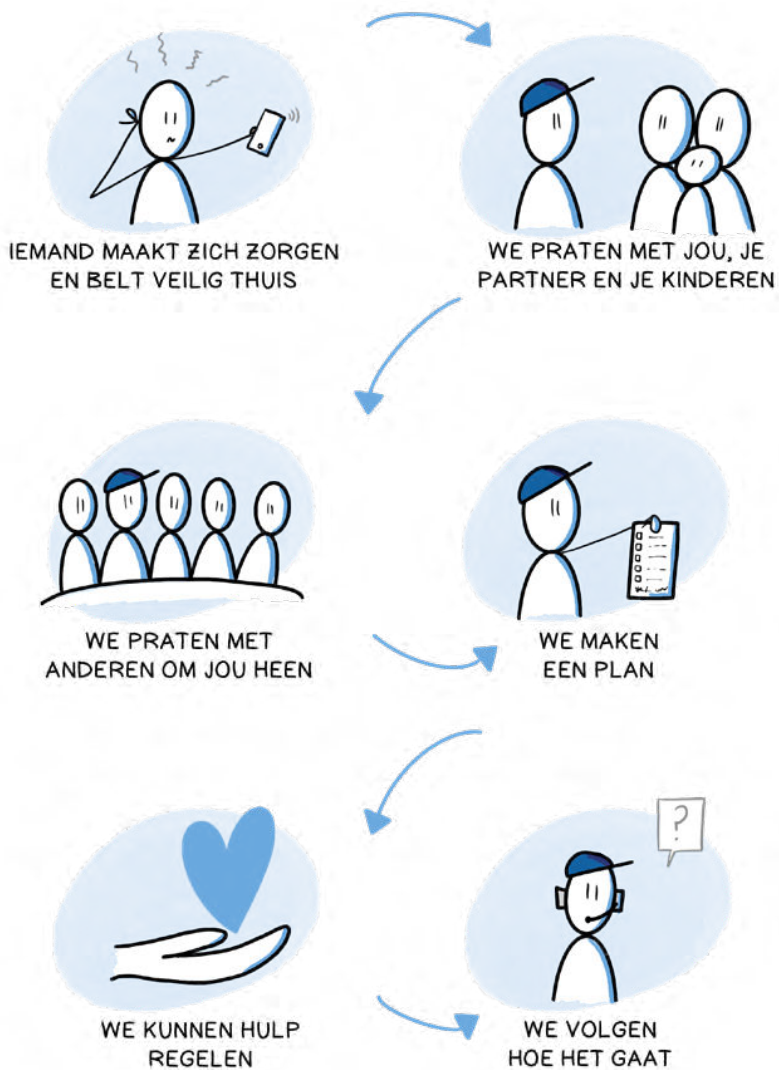 IEMAND MAAKT ZICH ZORGEN
EN BELT VEILIG THUIS
WE PRATEN MET JOU, JE
PARTNER EN JE KINDEREN
WE PRATEN MET
ANDEREN OM JOU HEEN
WE MAKEN
EEN PLAN
?
WE KUNNEN HULP
REGELEN
WE VOLGEN
HOE HET GAAT